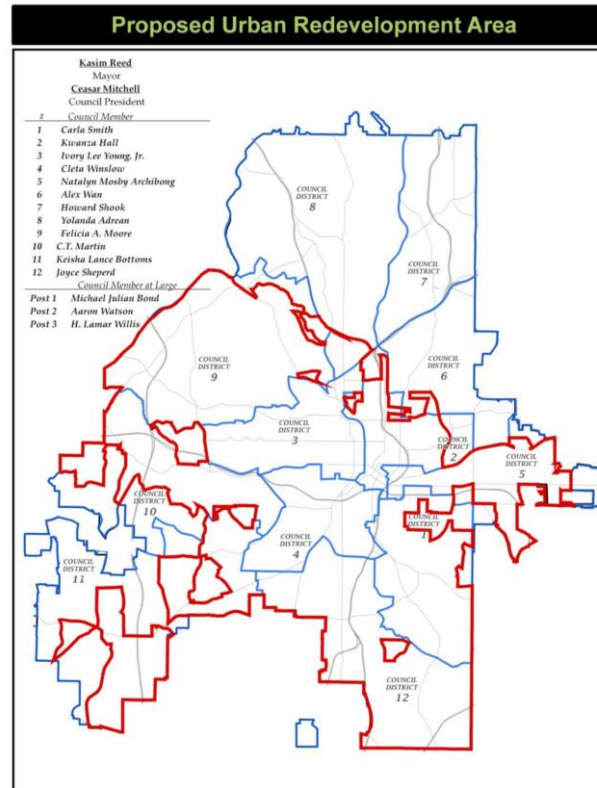 Proposed Urban Redevelopment Area
Kasim Reed
Mayor
Ceasar Mitchell
Council President
# Council Member
1 Carla Smith
2 Kwanza Hall
3 Ivory Lee Young, Jr.
4 Cleta Winslow
5 Natalyn Mosby Archibong
6 Alex Wan
7 Howard Shook
8 Yolanda Adrean
9 Felicia A. Moore
10 C.T. Martin
11 Keisha Lance Bottoms
12 Joyce Sheperd
Council Member at Large
Post 1 Michael Julian Bond
Post 2 Aaron Watson
Post 3 H. Lamar Willis
COUNCIL
DISTRICT
8
COUNCIL
DISTRICT
7
COUNCIL
DISTRICT
6
COUNCIL
DISTRICT
9
COUNCIL
DISTRICT
3
COUNCIL
DISTRICT
2
COUNCIL
DISTRICT
5
COUNCIL
DISTRICT
10
COUNCIL
DISTRICT
1
COUNCIL
DISTRICT
4
COUNCIL
DISTRICT
11
COUNCIL
DISTRICT
12